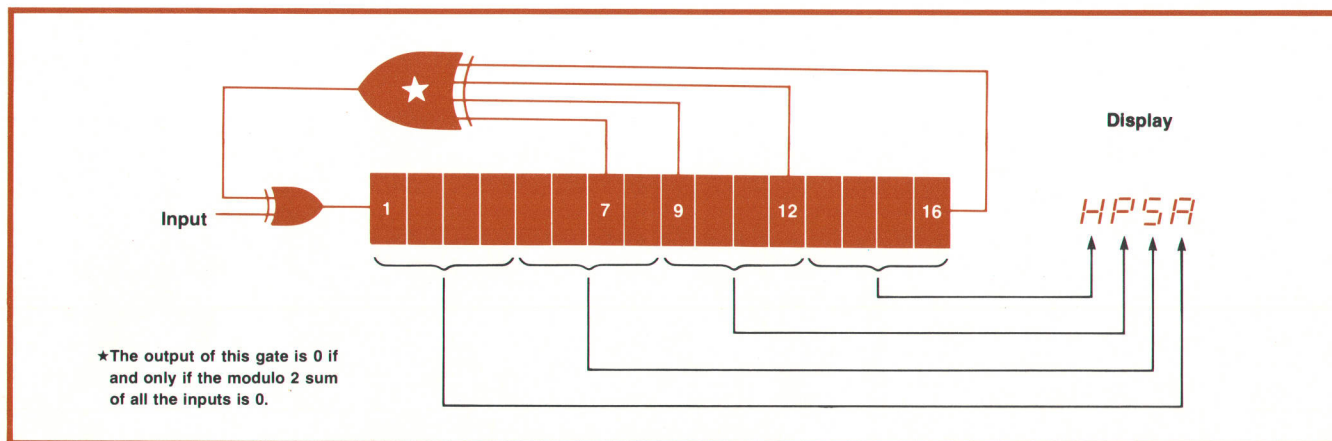 Display
Input
1 7 9 12 16
HPSA
★The output of this gate is 0 if
and only if the modulo 2 sum
of all the inputs is 0.